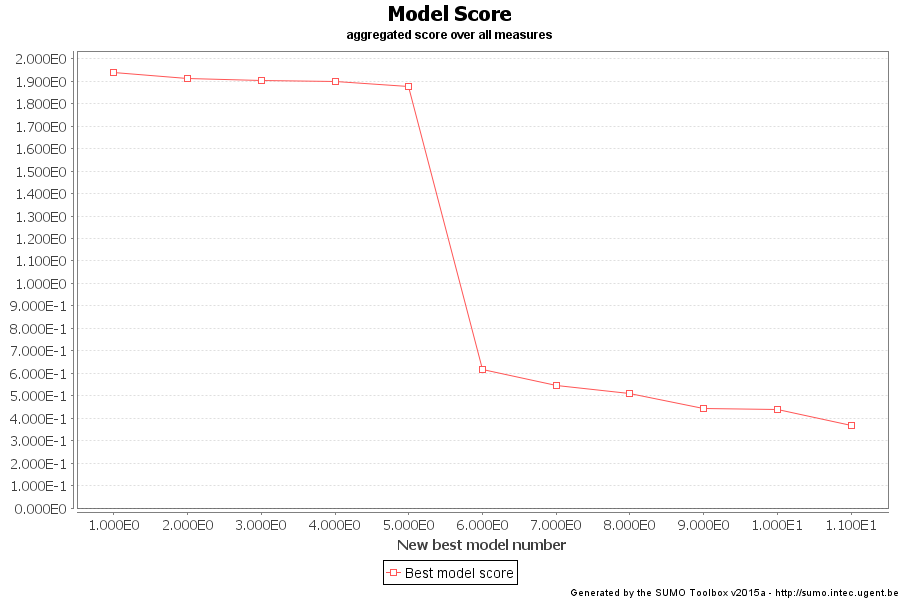 Model Score
aggregated score over all measures
2.000E0
1.900E0
1.800E0
1.700E0
1.600E0
1.500E0
1.400E0
1.300E0
1.200E0
1.100E0
1.000E0
9.000E-1
8.000E-1
7.000E-1
6.000E-1
5.000E-1
4.000E-1
3.000E-1
2.000E-1
1.000E-1
0.000E0
1.000E0 2.000E0 3.000E0 4.000E0 5.000E0 6.000E0 7.000E0 8.000E0 9.000E0 1.000E1 1.100E1
New best model number
Best model score
Generated by the SUMO Toolbox v2015a - http://sumo.intec.ugent.be